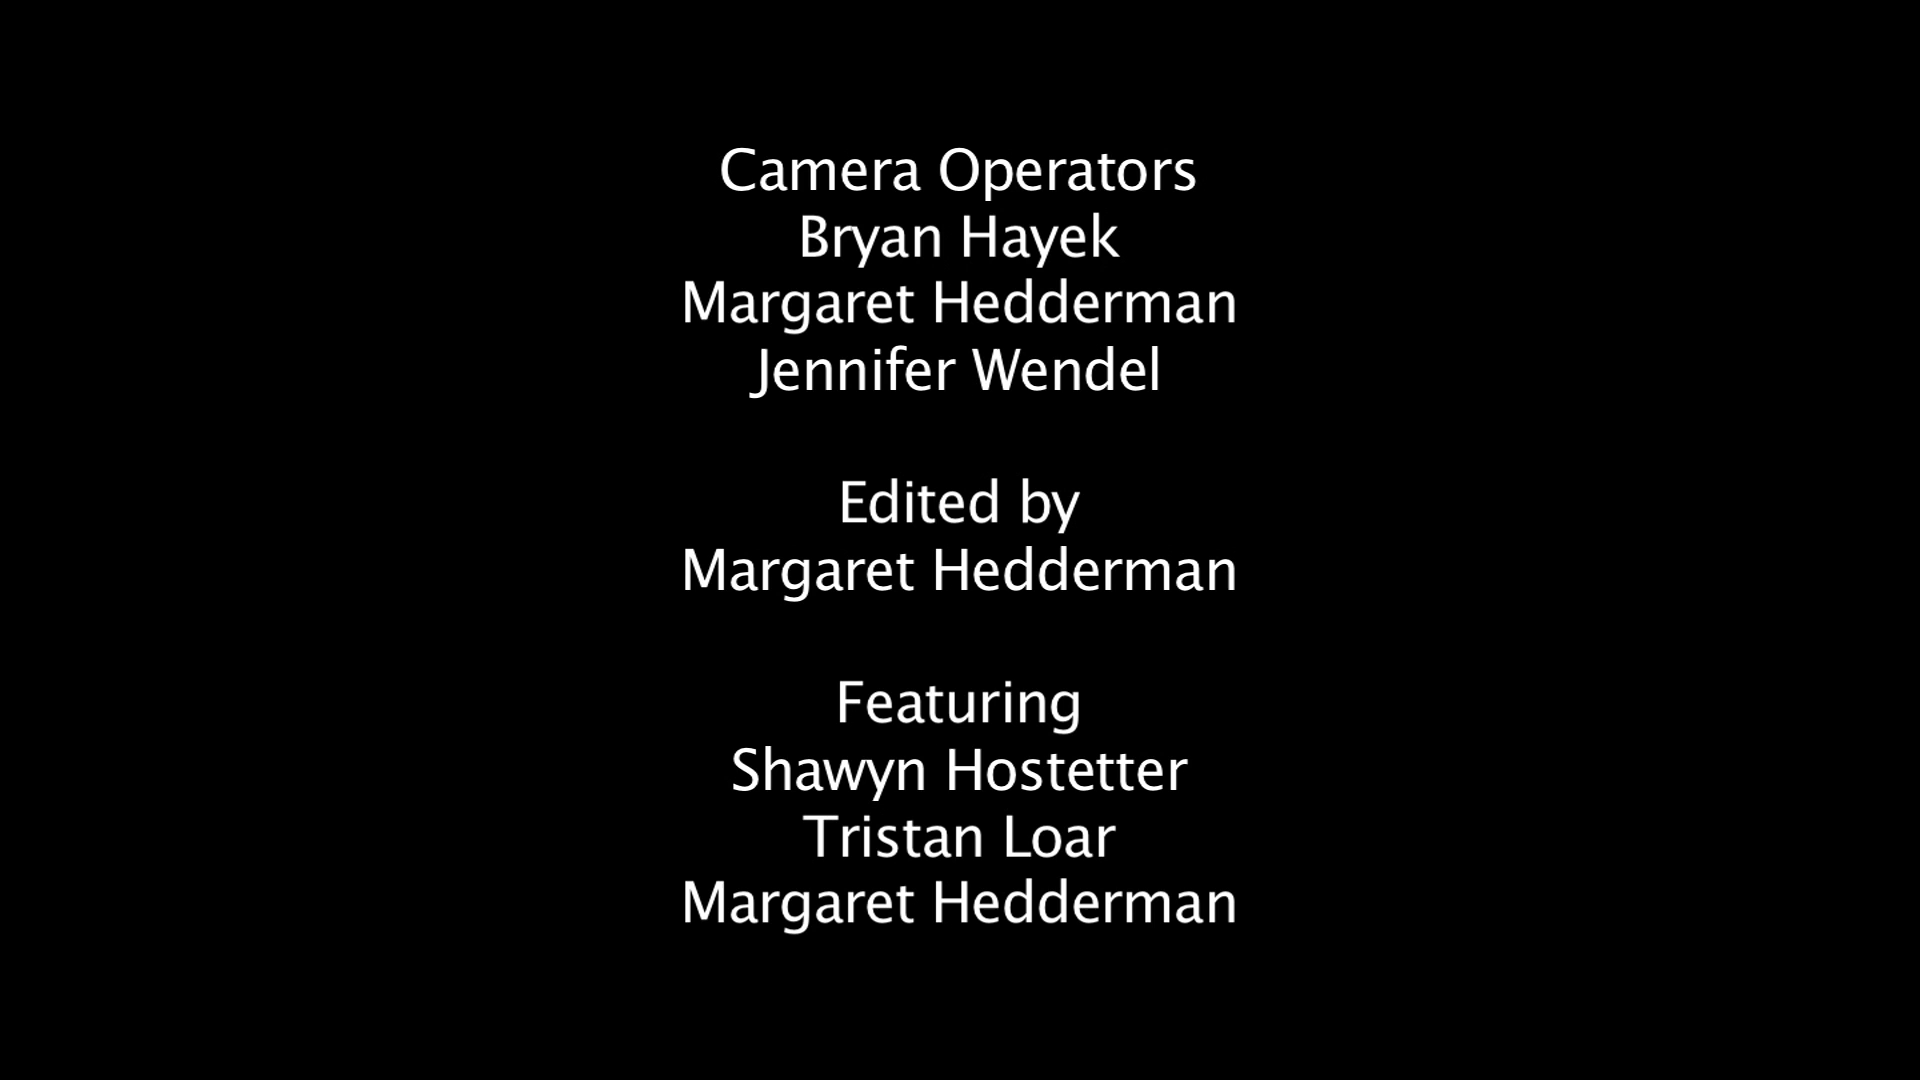 Camera Operators
Bryan Hayek
Margaret Hedderman
Jennifer Wendel
Edited by
Margaret Hedderman
Featuring
Shawyn Hostetter
Tristan Loar
Margaret Hedderman